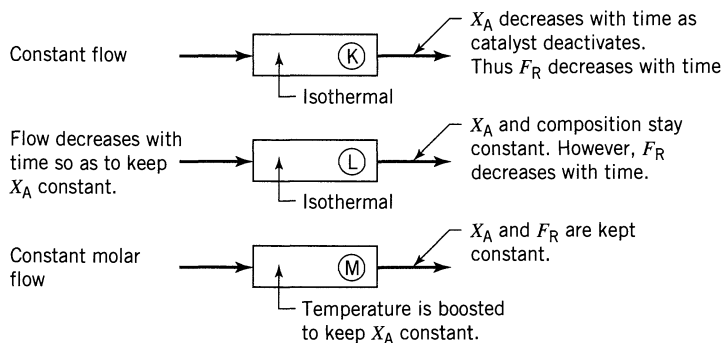 Constant flow
K
Isothermal
X_A decreases with time as
catalyst deactivates.
Thus F_R decreases with time
Flow decreases with
time so as to keep
X_A constant.
L
Isothermal
X_A and composition stay
constant. However, F_R
decreases with time.
Constant molar
flow
M
Temperature is boosted
to keep X_A constant.
X_A and F_R are kept
constant.